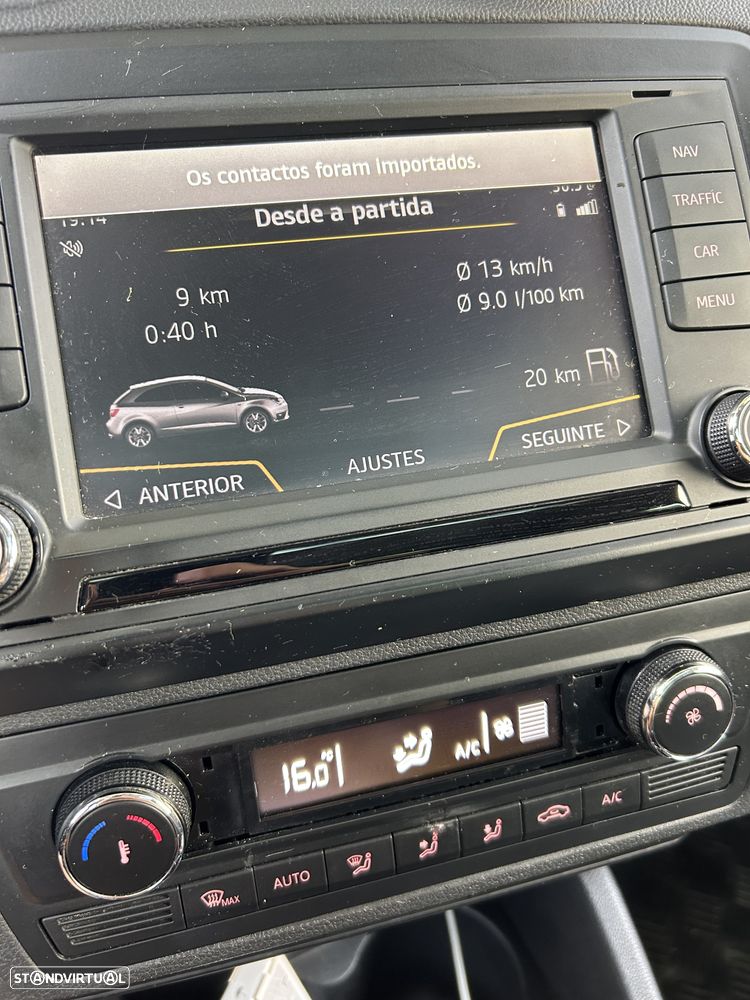 Os contactos foram importados.
19:14
Desde a partida
9 km
Ø 13 km/h
0:40 h
Ø 9.0 l/100 km
20 km
ANTERIOR
AJUSTES
SEGUINTE
NAV
TRAFFIC
CAR
MENU
16.0°C
A/C
MAX
AUTO
A/C
STANDVIRTUAL